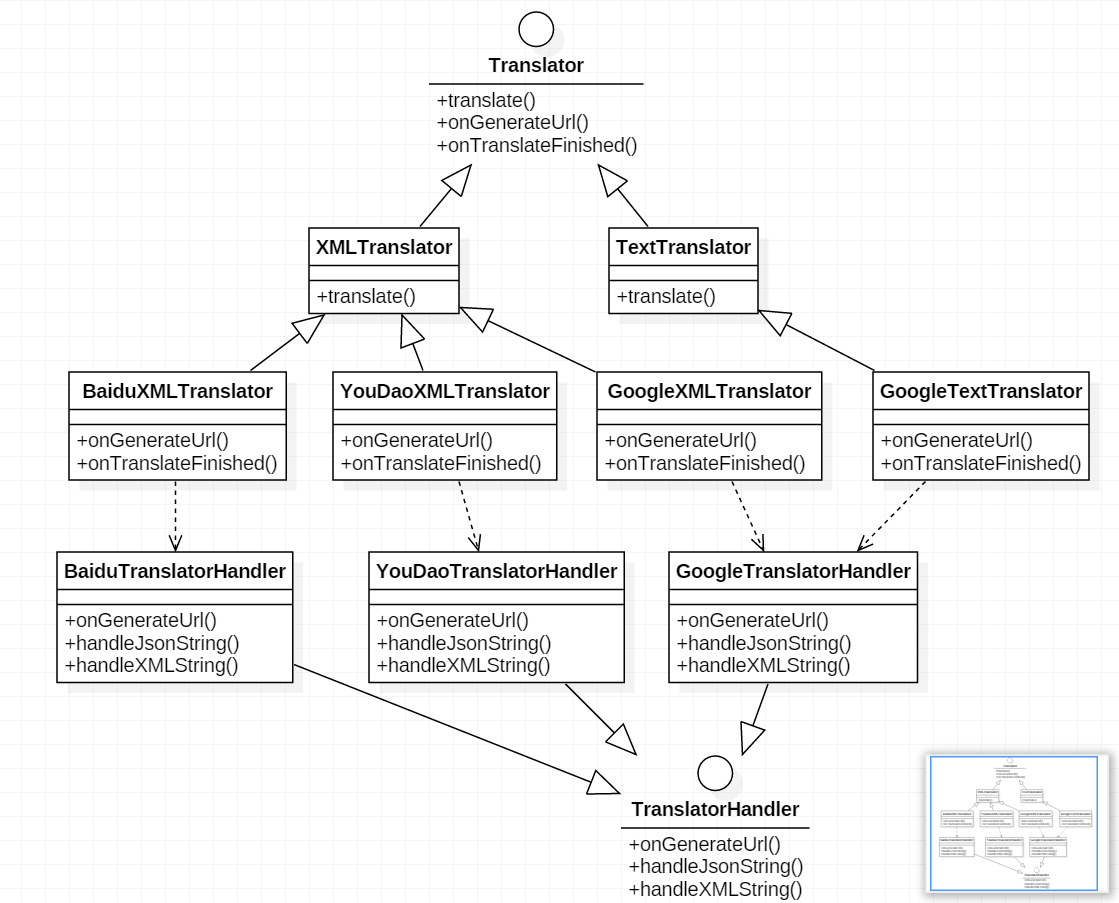 Translator
+translate()
+onGenerateUrl()
+onTranslateFinished()
XMLTranslator
+translate()
TextTranslator
+translate()
BaiduXMLTranslator
+onGenerateUrl()
+onTranslateFinished()
YouDaoXMLTranslator
+onGenerateUrl()
+onTranslateFinished()
GoogleXMLTranslator
+onGenerateUrl()
+onTranslateFinished()
GoogleTextTranslator
+onGenerateUrl()
+onTranslateFinished()
BaiduTranslatorHandler
+onGenerateUrl()
+handleJsonString()
+handleXMLString()
YouDaoTranslatorHandler
+onGenerateUrl()
+handleJsonString()
+handleXMLString()
GoogleTranslatorHandler
+onGenerateUrl()
+handleJsonString()
+handleXMLString()
TranslatorHandler
+onGenerateUrl()
+handleJsonString()
+handleXMLString()